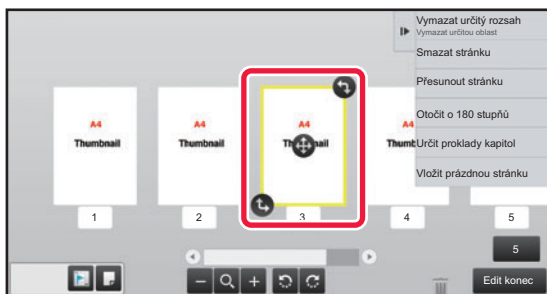 Vymazat určitý rozsah
Vymazat určitou oblast
Smazat stránku
Přesunout stránku
Otočit o 180 stupňů
Určit proklady kapitol
Vložit prázdnou stránku
A4
Thumbnail
1
A4
Thumbnail
2
A4
Thumbnail
3
A4
Thumb
4
5
5
Edit konec